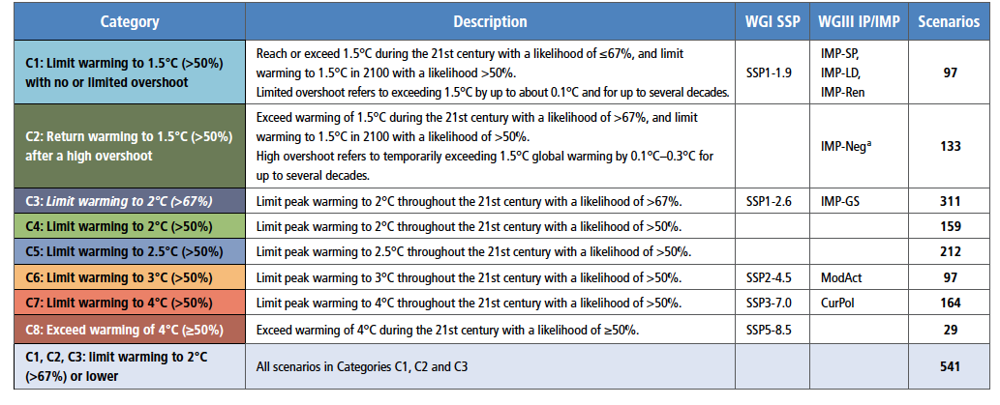 Category Description WGI SSP WGIII IP/IMP Scenarios
C1: Limit warming to 1.5°C (>50%)
with no or limited overshoot
Reach or exceed 1.5°C during the 21st century with a likelihood of ≤67%, and limit
warming to 1.5°C in 2100 with a likelihood >50%.
Limited overshoot refers to exceeding 1.5°C by up to about 0.1°C and for up to several decades.
SSP1-1.9
IMP-SP,
IMP-LD,
IMP-Ren
97
C2: Return warming to 1.5°C (>50%)
after a high overshoot
Exceed warming of 1.5°C during the 21st century with a likelihood of >67%, and limit
warming to 1.5°C in 2100 with a likelihood of >50%.
High overshoot refers to temporarily exceeding 1.5°C global warming by 0.1°C–0.3°C for
up to several decades.
IMP-Negᵃ
133
C3: Limit warming to 2°C (>67%) Limit peak warming to 2°C throughout the 21st century with a likelihood of >67%. SSP1-2.6 IMP-GS 311
C4: Limit warming to 2°C (>50%) Limit peak warming to 2°C throughout the 21st century with a likelihood of >50%. 159
C5: Limit warming to 2.5°C (>50%) Limit peak warming to 2.5°C throughout the 21st century with a likelihood of >50%. 212
C6: Limit warming to 3°C (>50%) Limit peak warming to 3°C throughout the 21st century with a likelihood of >50%. SSP2-4.5 ModAct 97
C7: Limit warming to 4°C (>50%) Limit peak warming to 4°C throughout the 21st century with a likelihood of >50%. SSP3-7.0 CurPol 164
C8: Exceed warming of 4°C (≥50%) Exceed warming of 4°C during the 21st century with a likelihood of ≥50%. SSP5-8.5 29
C1, C2, C3: limit warming to 2°C
(>67%) or lower
All scenarios in Categories C1, C2 and C3
541